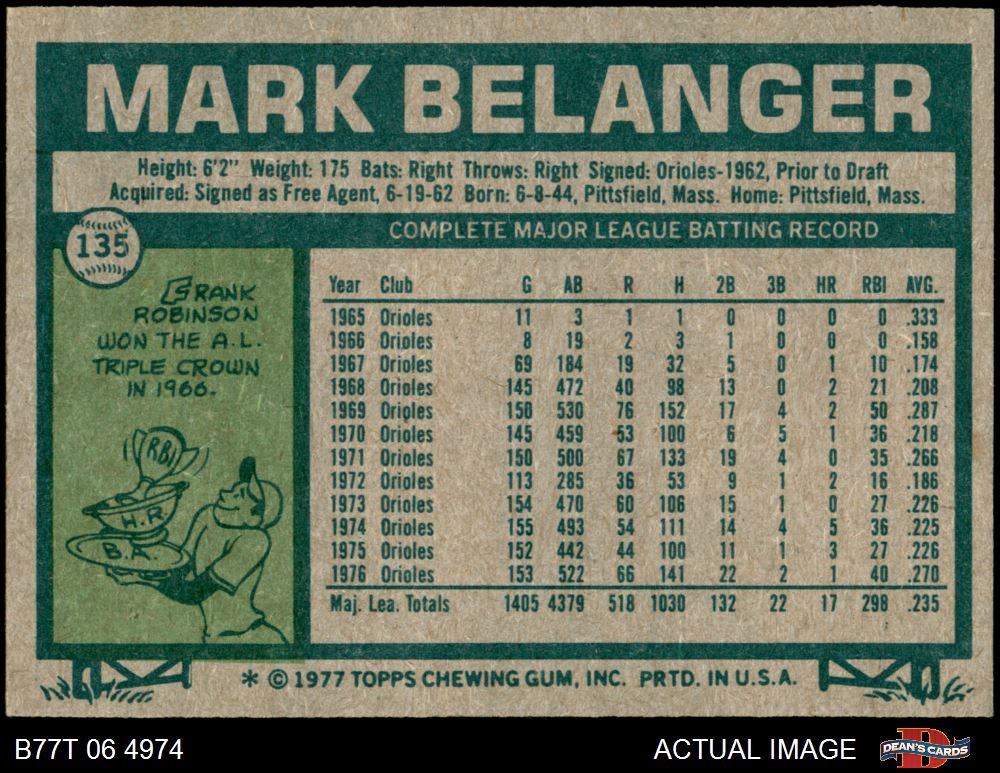 MARK BELANGER
Height: 6'2" Weight: 175 Bats: Right Throws: Right Signed: Orioles-1962, Prior to Draft
Acquired: Signed as Free Agent, 6-19-62 Born: 6-8-44, Pittsfield, Mass. Home: Pittsfield, Mass.
135
COMPLETE MAJOR LEAGUE BATTING RECORD
FRANK
ROBINSON
WON THE A.L.
TRIPLE CROWN
IN 1966.
RBI
H.R
B.A.
Year Club G AB R H 2B 3B HR RBI AVG.
1965 Orioles 11 3 1 1 0 0 0 0 .333
1966 Orioles 8 19 2 3 1 0 0 0 .158
1967 Orioles 69 184 19 32 5 0 1 10 .174
1968 Orioles 145 472 40 98 13 0 2 21 .208
1969 Orioles 150 530 76 152 17 4 2 50 .287
1970 Orioles 145 459 53 100 6 5 1 36 .218
1971 Orioles 150 500 67 133 19 4 0 35 .266
1972 Orioles 113 285 36 53 9 1 2 16 .186
1973 Orioles 154 470 60 106 15 1 0 27 .226
1974 Orioles 155 493 54 111 14 4 5 36 .225
1975 Orioles 152 442 44 100 11 1 3 27 .226
1976 Orioles 153 522 66 141 22 2 1 40 .270
Maj. Lea. Totals 1405 4379 518 1030 132 22 17 298 .235
* © 1977 TOPPS CHEWING GUM, INC. PRTD. IN U.S.A.
B77T 06 4974
ACTUAL IMAGE
DEAN'S CARDS